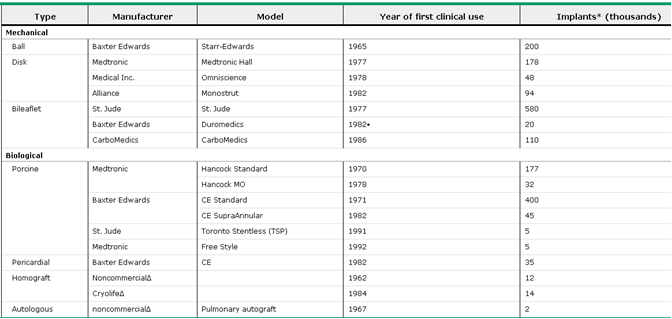 Type Manufacturer Model Year of first clinical use Implants* (thousands)
Mechanical
Ball Baxter Edwards Starr-Edwards 1965 200
Disk Medtronic Medtronic Hall 1977 178
Medical Inc. Omniscience 1978 48
Alliance Monostrut 1982 94
Bileaflet St. Jude St. Jude 1977 580
Baxter Edwards Duromedics 1982• 20
CarboMedics CarboMedics 1986 110
Biological
Porcine Medtronic Hancock Standard 1970 177
Hancock MO 1978 32
Baxter Edwards CE Standard 1971 400
CE SupraAnnular 1982 45
St. Jude Toronto Stentless (TSP) 1991 5
Medtronic Free Style 1992 5
Pericardial Baxter Edwards CE 1982 35
Homograft NoncommercialΔ 1962 12
CryolifeΔ 1984 14
Autologous noncommercialΔ Pulmonary autograft 1967 2